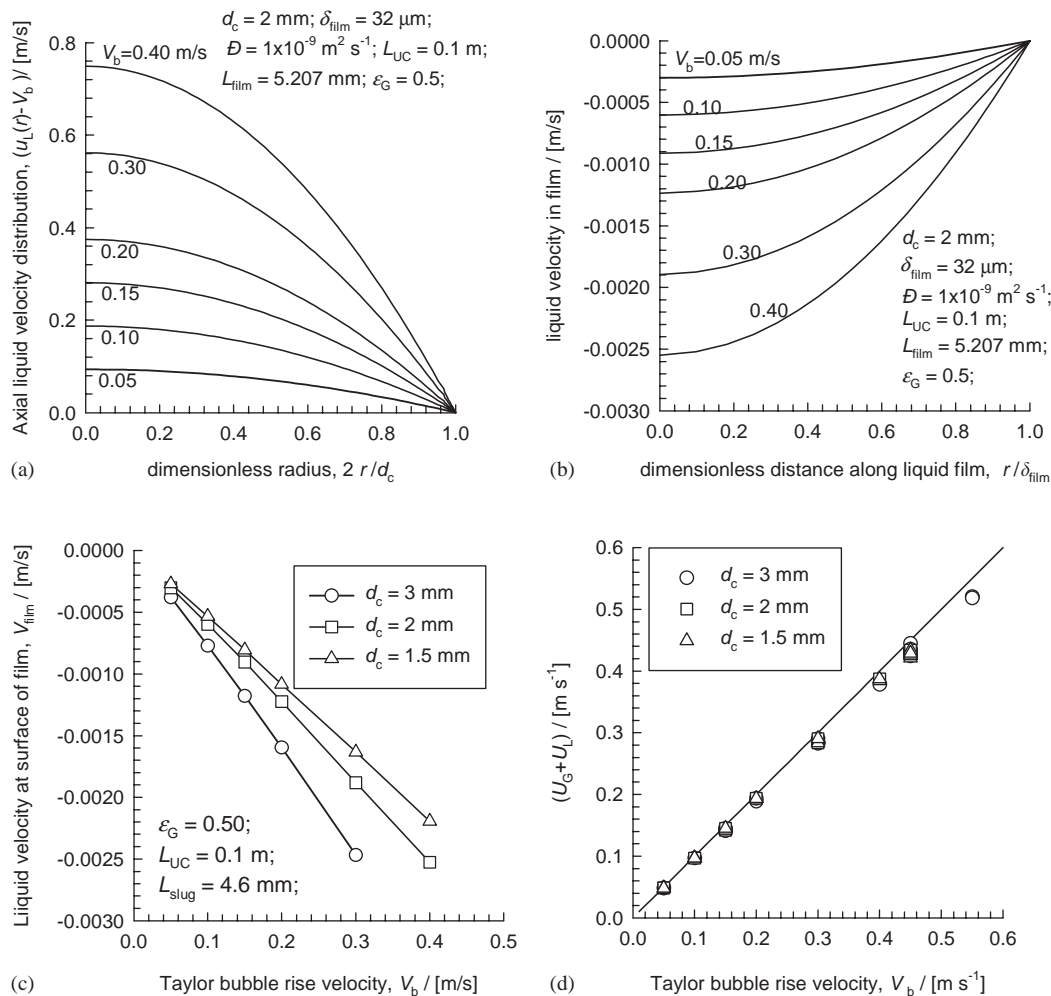 d_c = 2 mm; δ_film = 32 μm;
Đ = 1x10⁻⁹ m² s⁻¹; L_UC = 0.1 m;
L_film = 5.207 mm; ε_G = 0.5;
V_b=0.40 m/s
0.30
0.20
0.15
0.10
0.05
Axial liquid velocity distribution, (u_L(r)-V_b )/ [m/s]
0.8
0.6
0.4
0.2
0.0
0.0 0.2 0.4 0.6 0.8 1.0
(a) dimensionless radius, 2 r/d_c
liquid velocity in film / [m/s]
0.0000
-0.0005
-0.0010
-0.0015
-0.0020
-0.0025
-0.0030
V_b=0.05 m/s
0.10
0.15
0.20
0.30
0.40
d_c = 2 mm;
δ_film = 32 μm;
Đ = 1x10⁻⁹ m² s⁻¹;
L_UC = 0.1 m;
L_film = 5.207 mm;
ε_G = 0.5;
0.0 0.2 0.4 0.6 0.8 1.0
(b) dimensionless distance along liquid film, r/δ_film
Liiquid velocity at surface of film, V_film / [m/s]
0.0000
-0.0005
-0.0010
-0.0015
-0.0020
-0.0025
-0.0030
d_c = 3 mm
d_c = 2 mm
d_c = 1.5 mm
ε_G = 0.50;
L_UC = 0.1 m;
L_slug = 4.6 mm;
0.0 0.1 0.2 0.3 0.4 0.5
(c) Taylor bubble rise velocity, V_b / [m/s]
(U_G+U_L) / [m s⁻¹]
0.6
0.5
0.4
0.3
0.2
0.1
0.0
d_c = 3 mm
d_c = 2 mm
d_c = 1.5 mm
0.0 0.1 0.2 0.3 0.4 0.5 0.6
(d) Taylor bubble rise velocity, V_b / [m s⁻¹]